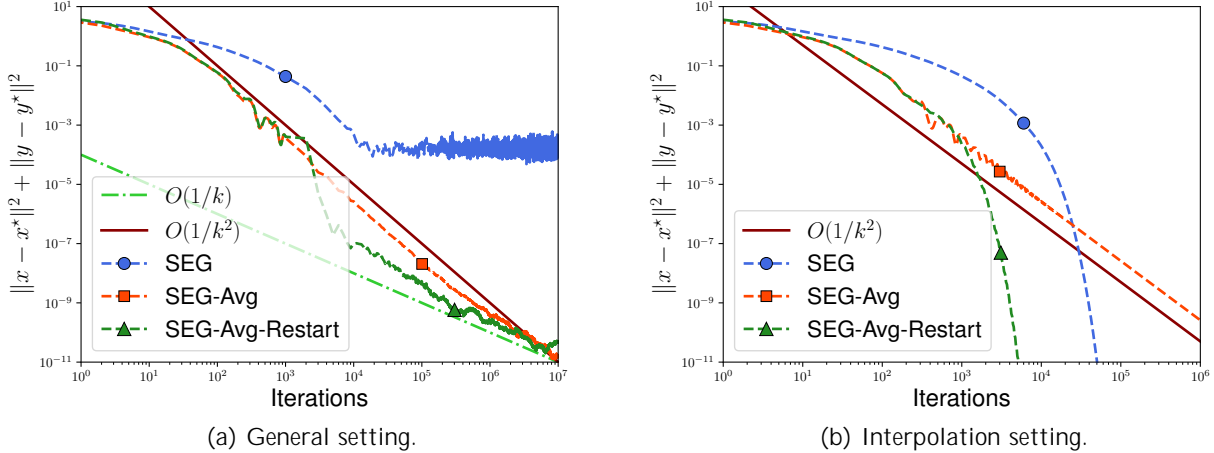 10^1
10^-1
10^-3
10^-5
10^-7
10^-9
10^-11
‖x − x⋆‖² + ‖y − y⋆‖²
O(1/k)
O(1/k²)
SEG
SEG-Avg
SEG-Avg-Restart
10^0 10^1 10^2 10^3 10^4 10^5 10^6 10^7
Iterations
(a) General setting.
10^1
10^-1
10^-3
10^-5
10^-7
10^-9
10^-11
‖x − x⋆‖² + ‖y − y⋆‖²
O(1/k²)
SEG
SEG-Avg
SEG-Avg-Restart
10^0 10^1 10^2 10^3 10^4 10^5 10^6
Iterations
(b) Interpolation setting.